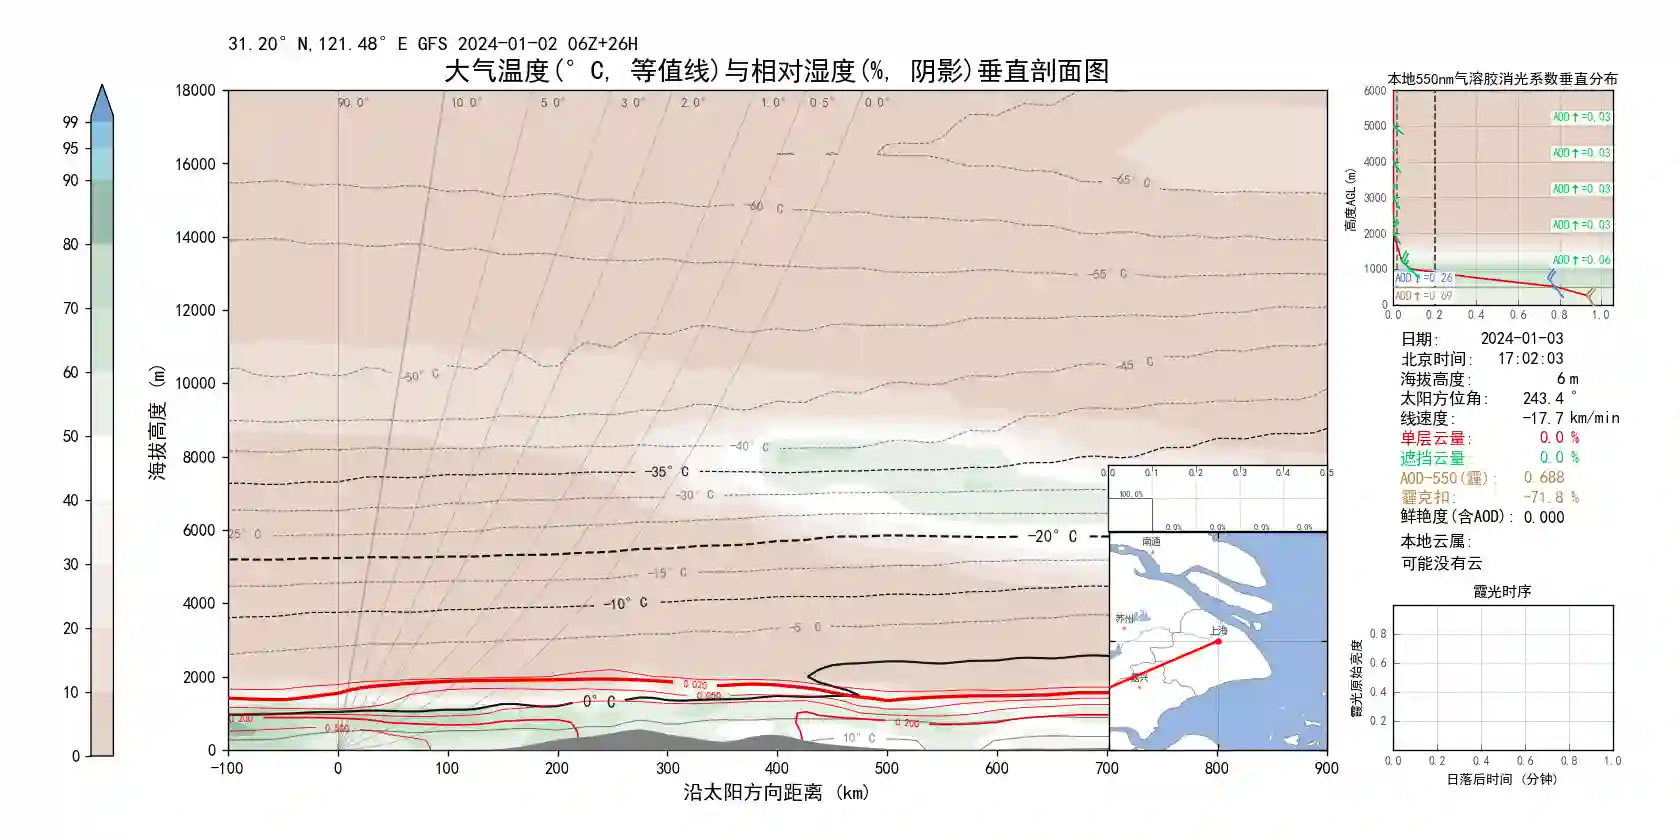 31.20°N,121.48°E GFS 2024-01-02 06Z+26H
大气温度(°C, 等值线)与相对湿度(%, 阴影)垂直剖面图
99
95
90
80
70
60
50
40
30
20
10
0
海拔高度 (m)
18000
16000
14000
12000
10000
8000
6000
4000
2000
0
90.0° 10.0° 5.0° 3.0° 2.0° 1.0° 0.5° 0.0°
-65°C
-60 C
-55°C
-50°C
-45°C
-40°C
-35°C
-30°C
25°C
-20°C
-15°C
-10°C
-5 C
0°C
10°C
0.020
0.050
0.200
0.200
0.500
-100 0 100 200 300 400 500 600 700 800 900
沿太阳方向距离 (km)
0.0 0.1 0.2 0.3 0.4 0.5
100.0%
0.0% 0.0% 0.0% 0.0%
南通
苏州
上海
嘉兴
本地550nm气溶胶消光系数垂直分布
高度AGL(m)
6000
5000
4000
3000
2000
1000
0
AOD↑=0.03
AOD↑=0.03
AOD↑=0.03
AOD↑=0.03
AOD↑=0.06
AOD↑=0.26
AOD↑=0.69
0.0 0.2 0.4 0.6 0.8 1.0
日期: 2024-01-03
北京时间: 17:02:03
海拔高度: 6 m
太阳方位角: 243.4 °
线速度: -17.7 km/min
单层云量: 0.0 %
遮挡云量: 0.0 %
AOD-550(霾): 0.688
霾克扣: -71.8 %
鲜艳度(含AOD): 0.000
本地云属:
可能没有云
霞光时序
霞光原始亮度
0.8
0.6
0.4
0.2
0.0 0.2 0.4 0.6 0.8 1.0
日落后时间 (分钟)